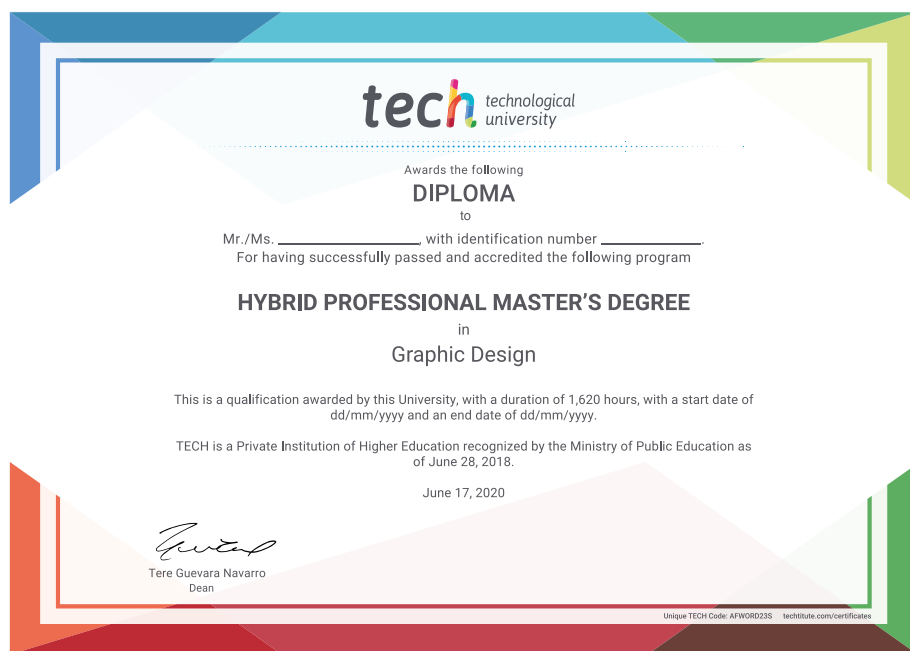 tech technological
university
Awards the following
DIPLOMA
to
Mr./Ms. ____________________, with identification number ______________.
For having successfully passed and accredited the following program
HYBRID PROFESSIONAL MASTER'S DEGREE
in
Graphic Design
This is a qualification awarded by this University, with a duration of 1,620 hours, with a start date of
dd/mm/yyyy and an end date of dd/mm/yyyy.
TECH is a Private Institution of Higher Education recognized by the Ministry of Public Education as
of June 28, 2018.
June 17, 2020
Tere Guevara Navarro
Dean
Unique TECH Code: AFWORD23S techtitute.com/certificates